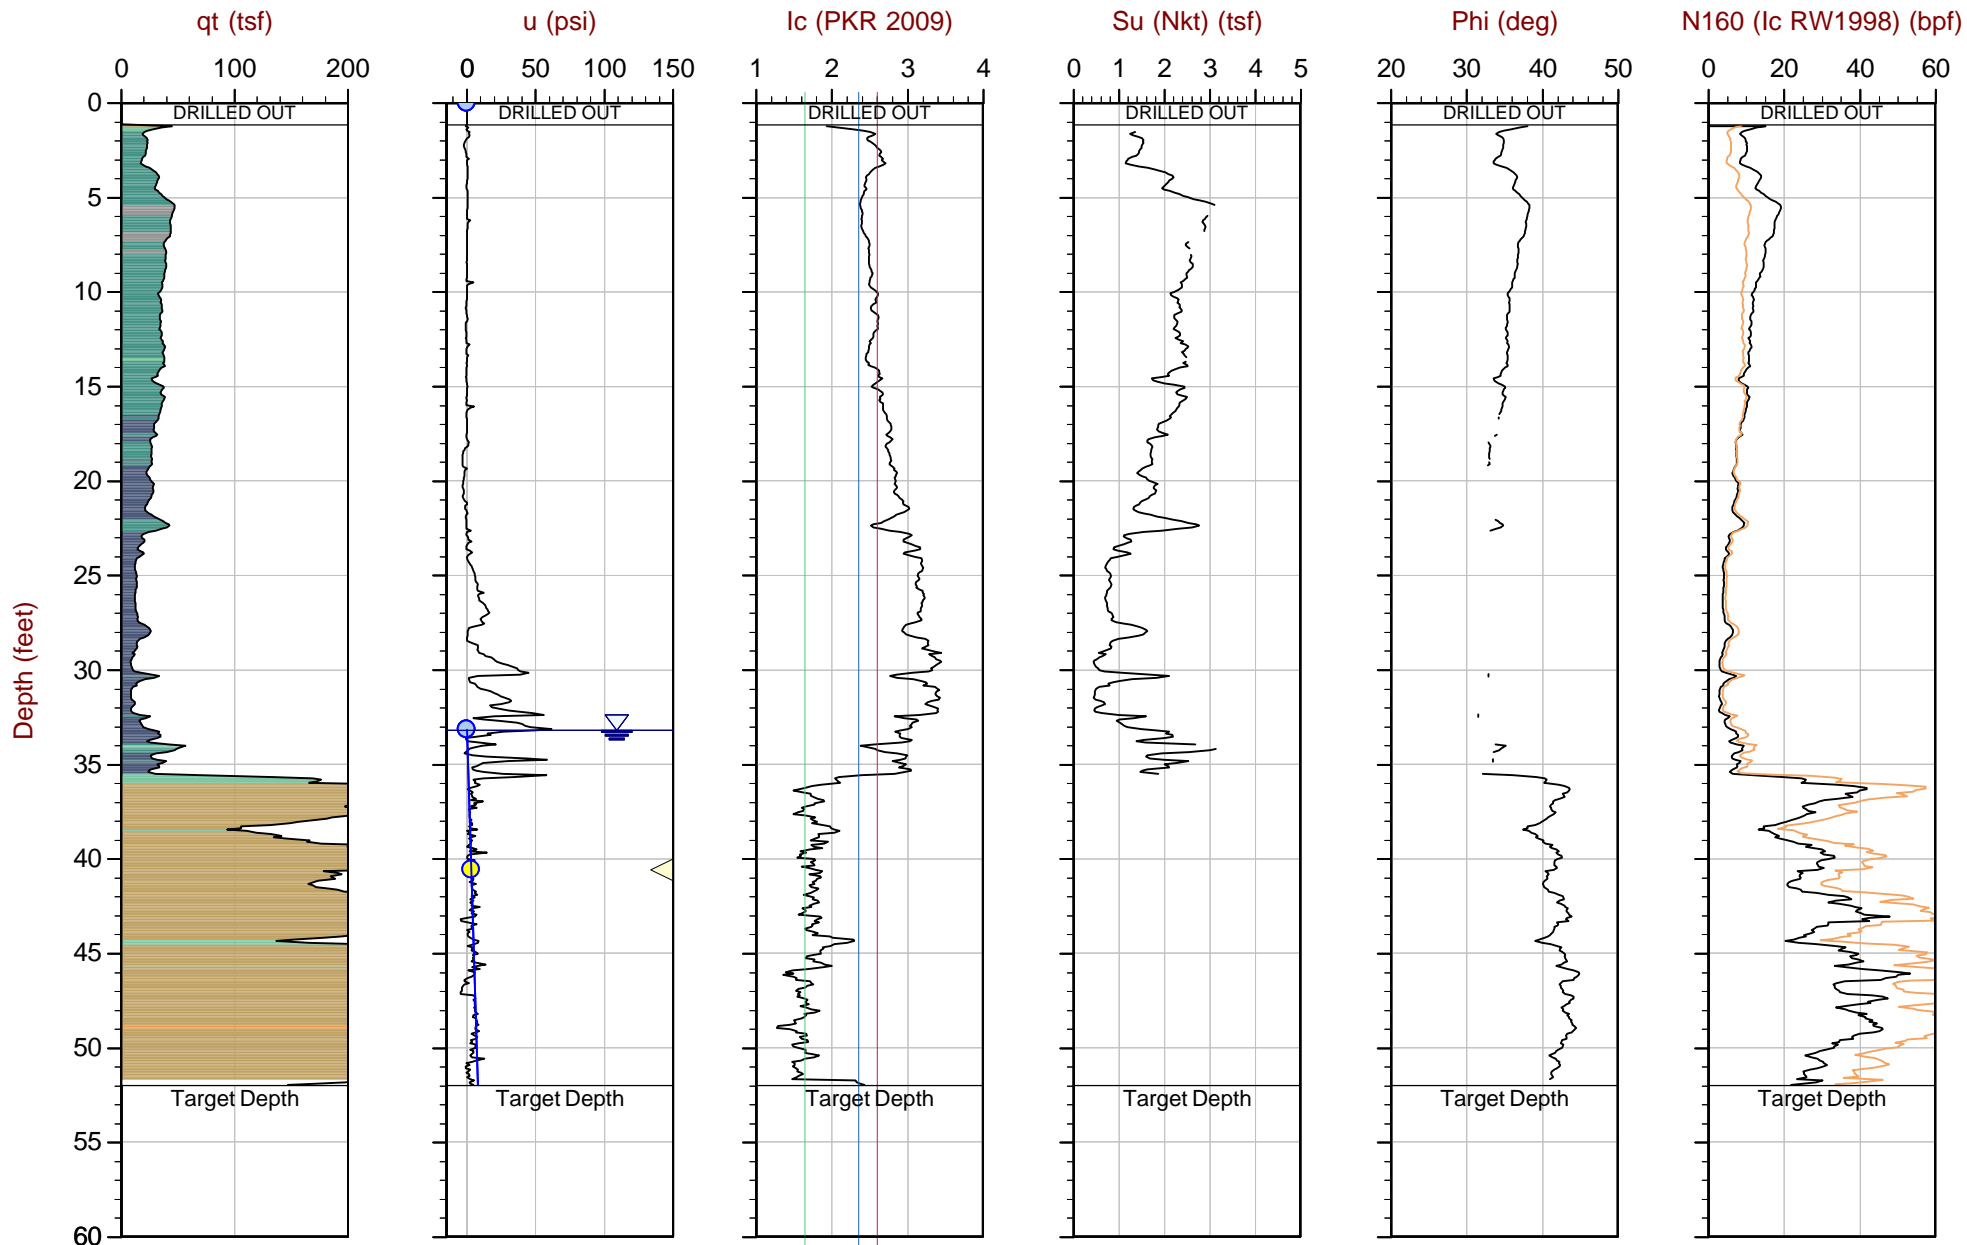 qt (tsf) u (psi) Ic (PKR 2009) Su (Nkt) (tsf) Phi (deg) N160 (Ic RW1998) (bpf)
0 100 200 0 50 100 150 1 2 3 4 0 1 2 3 4 5 20 30 40 50 0 20 40 60
0 DRILLED OUT DRILLED OUT DRILLED OUT DRILLED OUT DRILLED OUT DRILLED OUT
5
10
15
20
25
30
Depth (feet)
35
40
45
50
Target Depth Target Depth Target Depth Target Depth Target Depth Target Depth
55
60